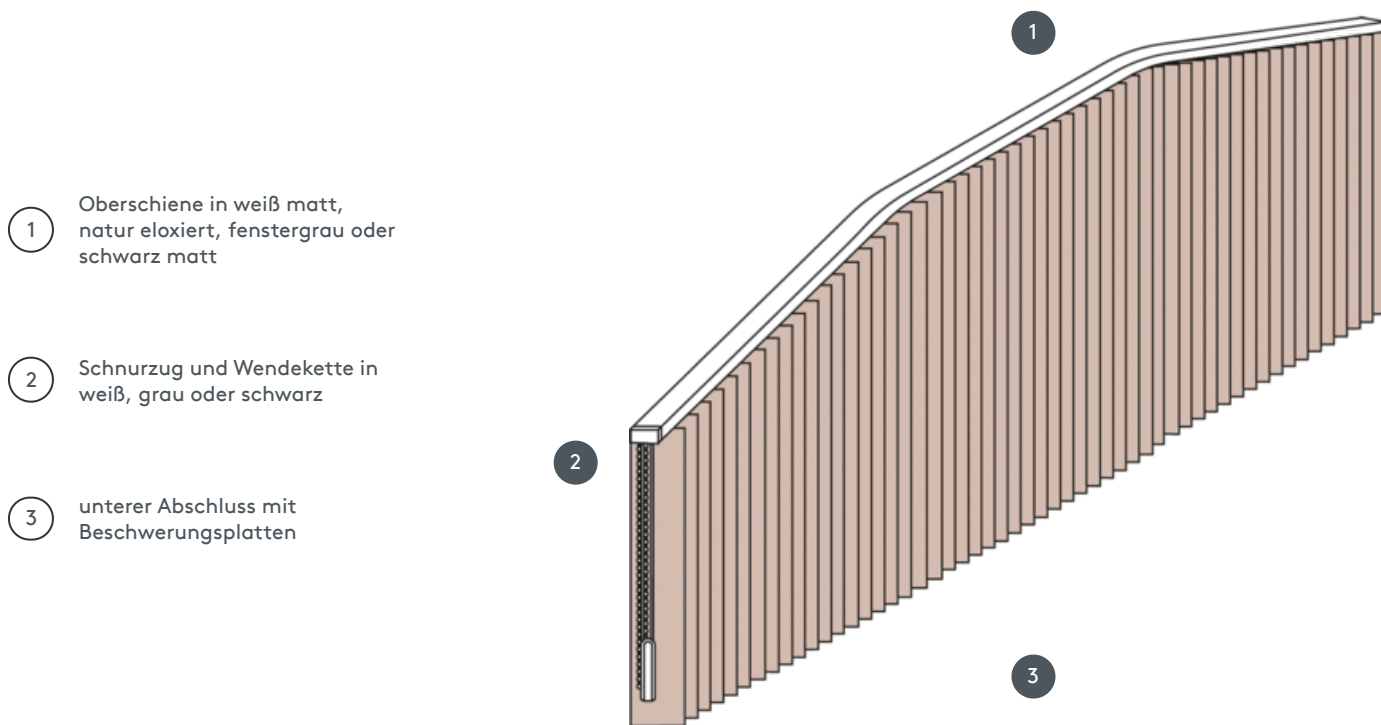 1
Oberschiene in weiß matt,
natur eloxiert, fenstergrau oder
schwarz matt
2
Schnurzug und Wendekette in
weiß, grau oder schwarz
3
unterer Abschluss mit
Beschwerungsplatten
1
2
3